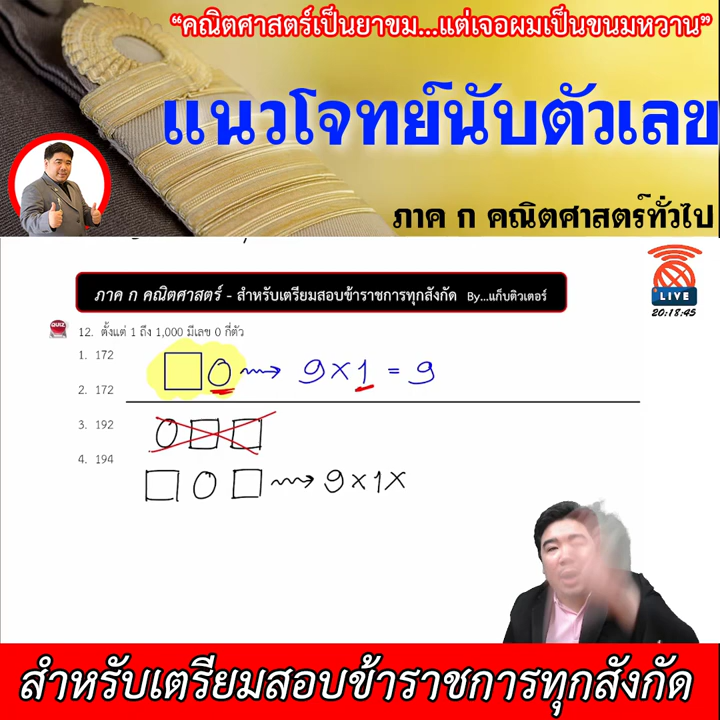 “คณิตศาสตร์เป็นยาขม...แต่เจอผมเป็นขนมหวาน”
แนวโจทย์นับตัวเลข
ภาค ก คณิตศาสตร์ทั่วไป
ภาค ก คณิตศาสตร์ - สำหรับเตรียมสอบข้าราชการทุกสังกัด By...แก็บติวเตอร์
LIVE
20:18:45
QUIZ
12. ตั้งแต่ 1 ถึง 1,000 มีเลข 0 กี่ตัว
1. 172
□ 0 → 9 × 1 = 9
2. 172
3. 192
0 □ □
4. 194
□ 0 □ → 9 × 1 ×
สำหรับเตรียมสอบข้าราชการทุกสังกัด